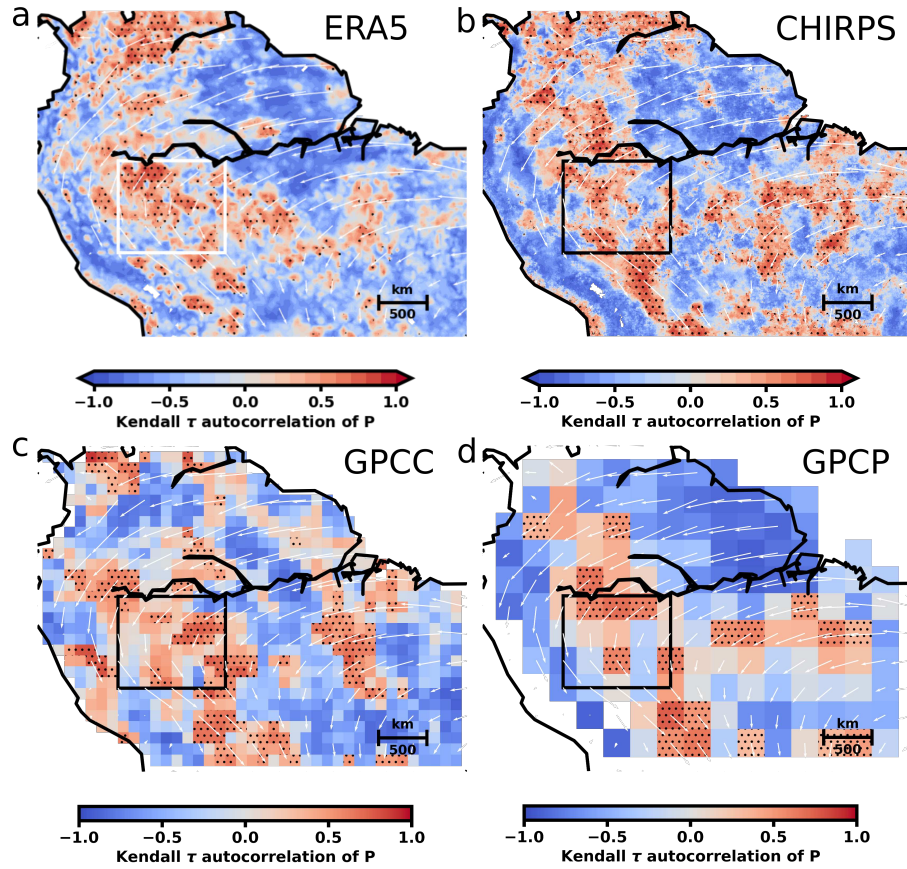 a
ERA5
b
CHIRPS
km
500
km
500
−1.0 −0.5 0.0 0.5 1.0
Kendall τ autocorrelation of P
−1.0 −0.5 0.0 0.5 1.0
Kendall τ autocorrelation of P
c
GPCC
d
GPCP
km
500
km
500
−1.0 −0.5 0.0 0.5 1.0
Kendall τ autocorrelation of P
−1.0 −0.5 0.0 0.5 1.0
Kendall τ autocorrelation of P